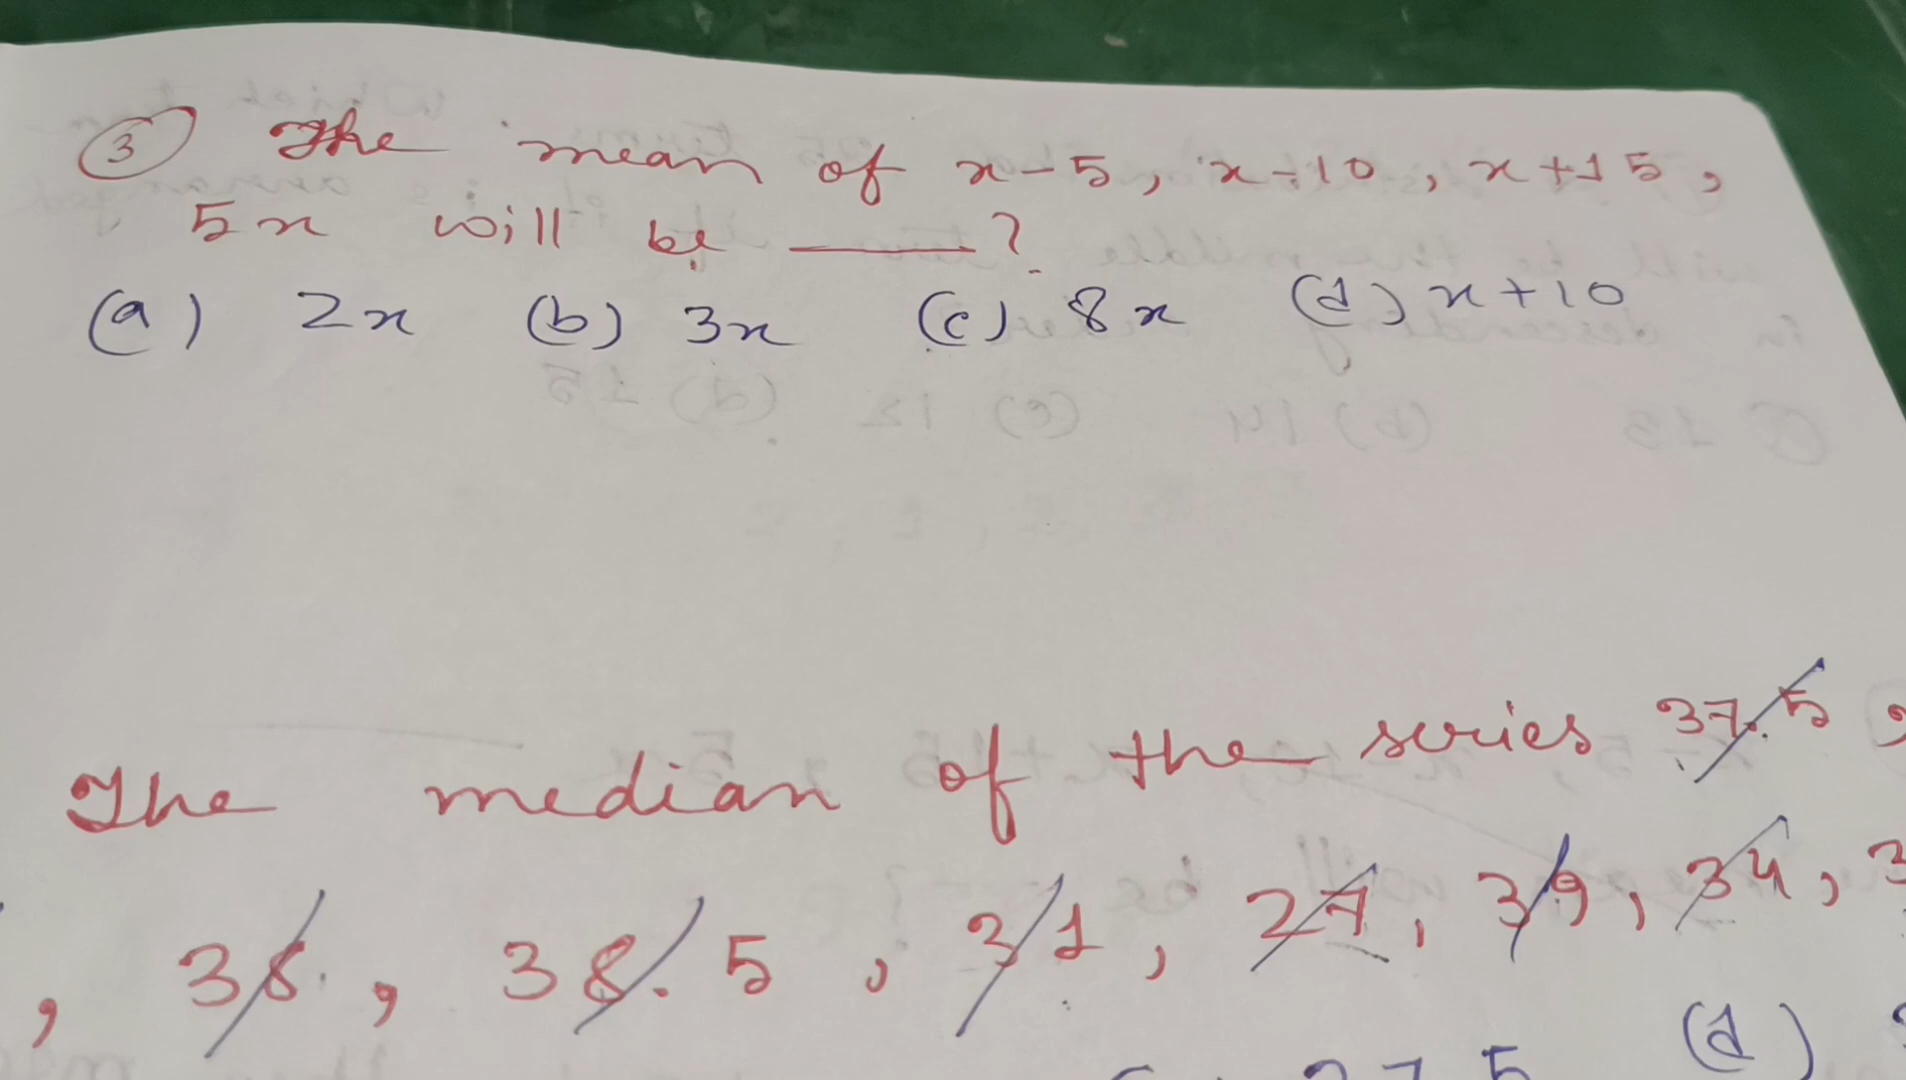 3 The mean of x-5, x-10, x+15,
5x will be ____?
(a) 2x (b) 3x (c) 8x (d) x+10
The median of the series 37.5,
, 38, 38.5, 31, 27, 39, 34, 3
(d)